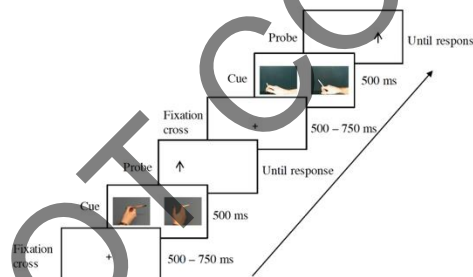 Probe
Until respons
Cue
500 ms
Fixation
cross
500 – 750 ms
Probe
Until response
Cue
500 ms
Fixation
cross
500 – 750 ms